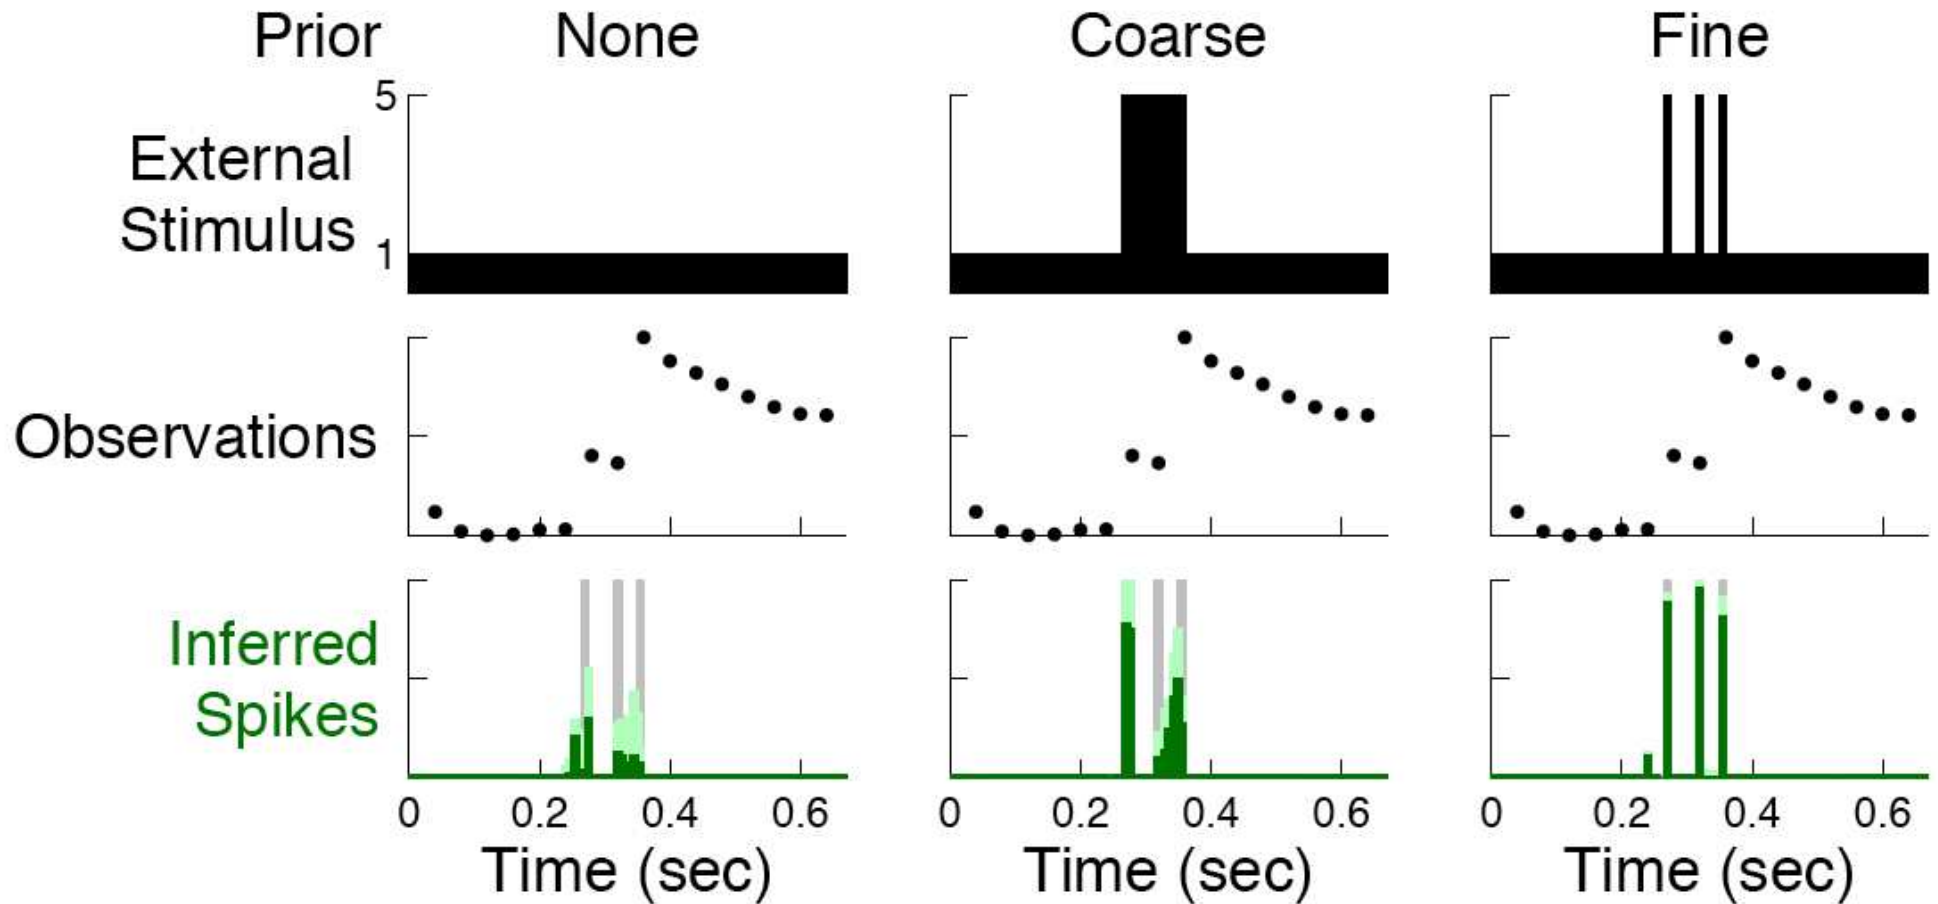 Prior None Coarse Fine
5
External
Stimulus
1
Observations
Inferred
Spikes
0 0.2 0.4 0.6 0 0.2 0.4 0.6 0 0.2 0.4 0.6
Time (sec) Time (sec) Time (sec)